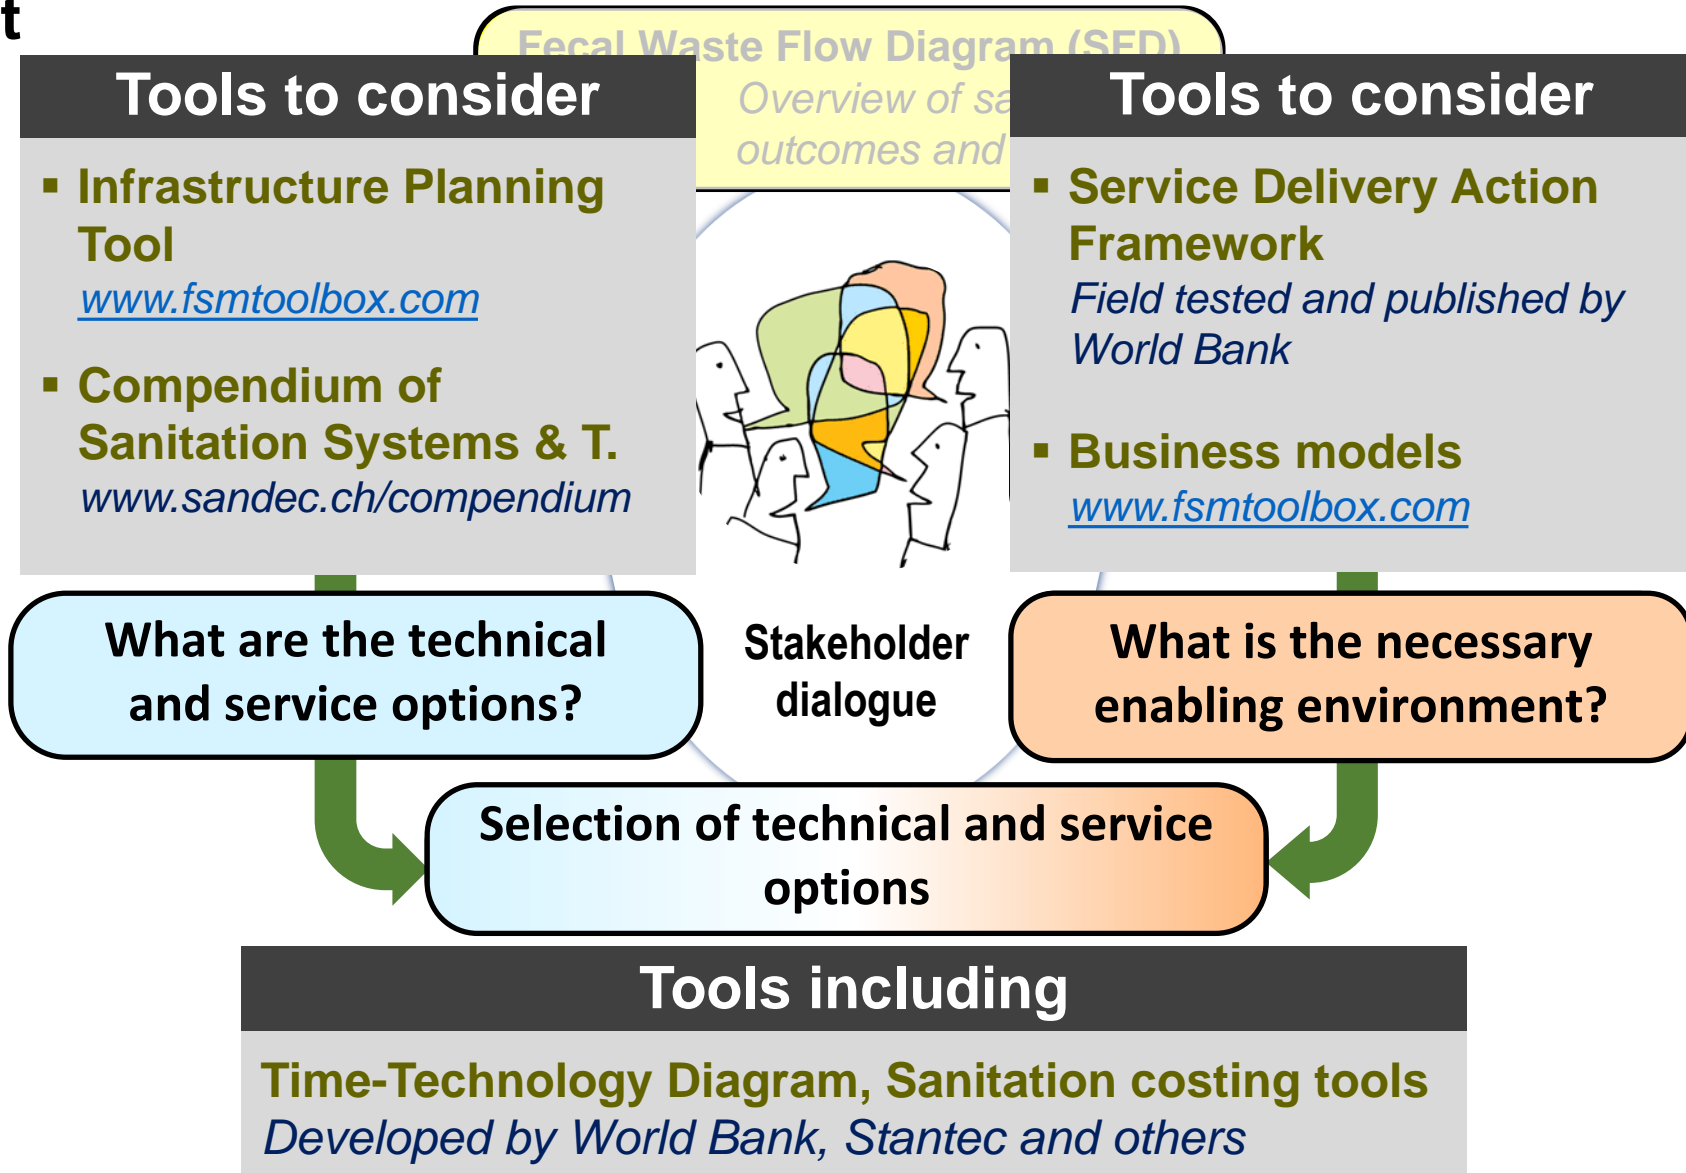 t
Fecal Waste Flow Diagram (SFD)
Overview of
outcomes and
Tools to consider
▪ Infrastructure Planning
Tool
www.fsmtoolbox.com
▪ Compendium of
Sanitation Systems & T.
www.sandec.ch/compendium
Tools to consider
▪ Service Delivery Action
Framework
Field tested and published by
World Bank
▪ Business models
www.fsmtoolbox.com
What are the technical
and service options?
Stakeholder
dialogue
What is the necessary
enabling environment?
Selection of technical and service
options
Tools including
Time-Technology Diagram, Sanitation costing tools
Developed by World Bank, Stantec and others